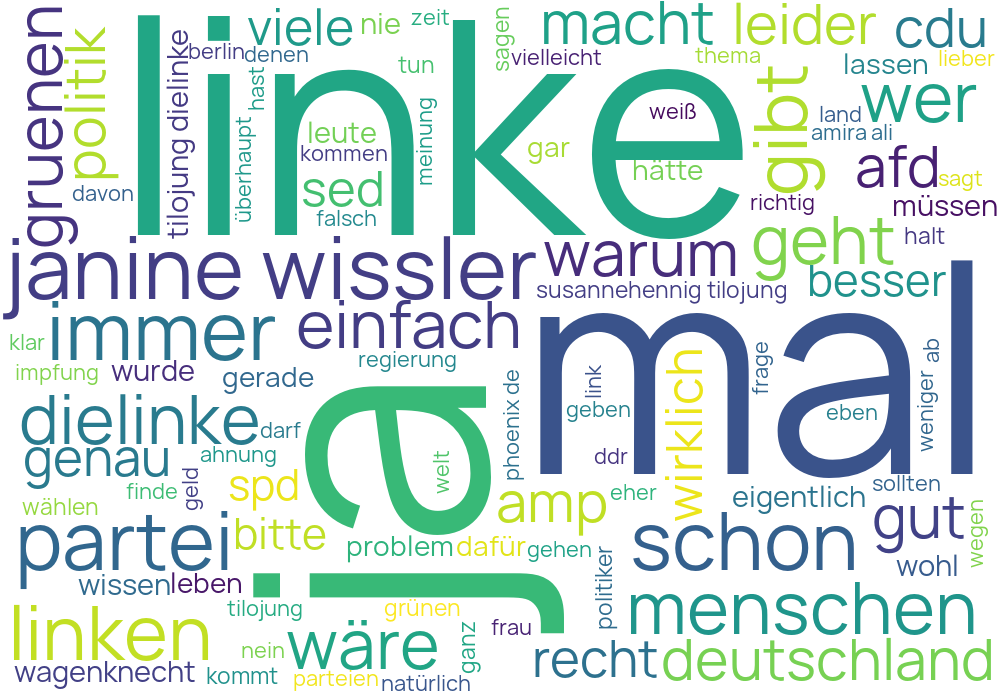 linke
mal
ja
gruenen
politik
tilojung dielinke
berlin
denen
viele
nie
zeit
hast
überhaupt
tun
leute
kommen
sed
falsch
meinung
sagen
vielleicht
macht
leider
cdu
thema
lieber
lassen
wer
weiß
land
amira ali
gibt
gar
hätte
afd
sagt
richtig
müssen
davon
janine wissler
warum
geht
halt
besser
susannehennig tilojung
immer
einfach
klar
impfung
wurde
gerade
regierung
dielinke
darf
genau
ahnung
wählen
finde
geld
spd
bitte
welt
phoenix de
link
geben
frage
wirklich
eben
weniger ab
ddr
amp
eher
eigentlich
sollten
partei
problem
dafür
gehen
schon
gut
wegen
wohl
wissen
leben
tilojung
grünen
politiker
menschen
linken
wagenknecht
nein
kommt
wäre
parteien
natürlich
ganz
frau
recht
deutschland